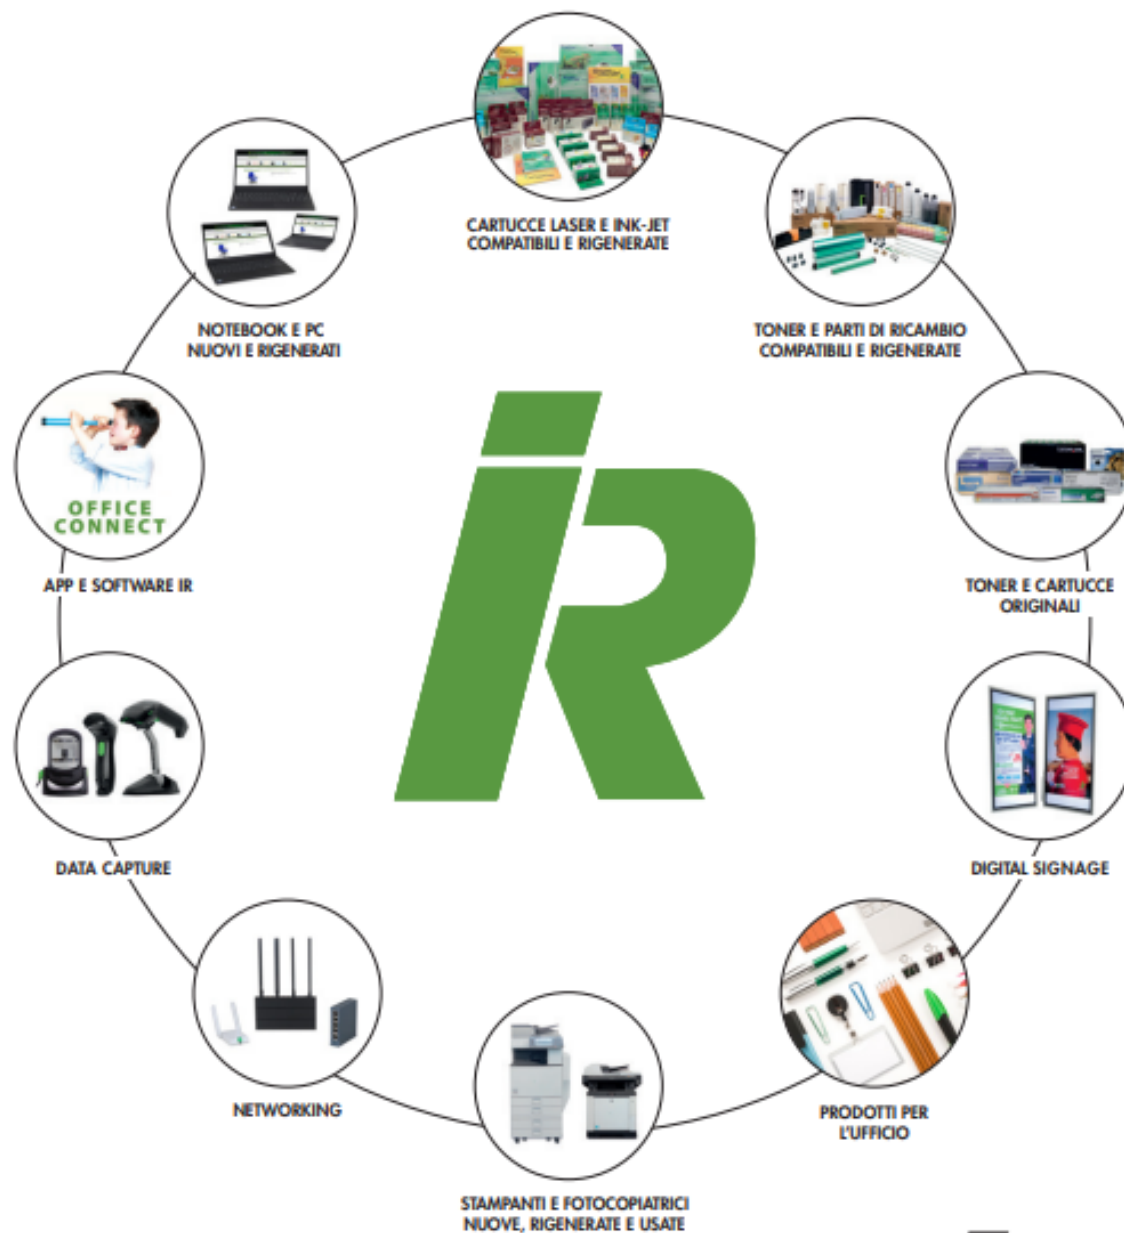 CARTUCCE LASER E INK-JET
COMPATIBILI E RIGENERATE
TONER E PARTI DI RICAMBIO
COMPATIBILI E RIGENERATE
TONER E CARTUCCE
ORIGINALI
DIGITAL SIGNAGE
PRODOTTI PER
L'UFFICIO
STAMPANTI E FOTOCOPIATRICI
NUOVE, RIGENERATE E USATE
NETWORKING
DATA CAPTURE
OFFICE
CONNECT
APP E SOFTWARE IR
NOTEBOOK E PC
NUOVI E RIGENERATI
iR